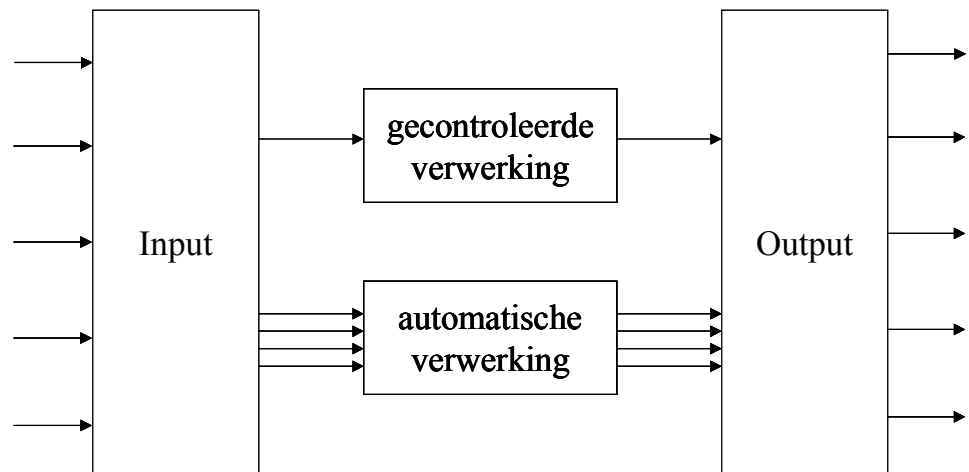 Input
gecontroleerde
verwerking
automatische
verwerking
Output